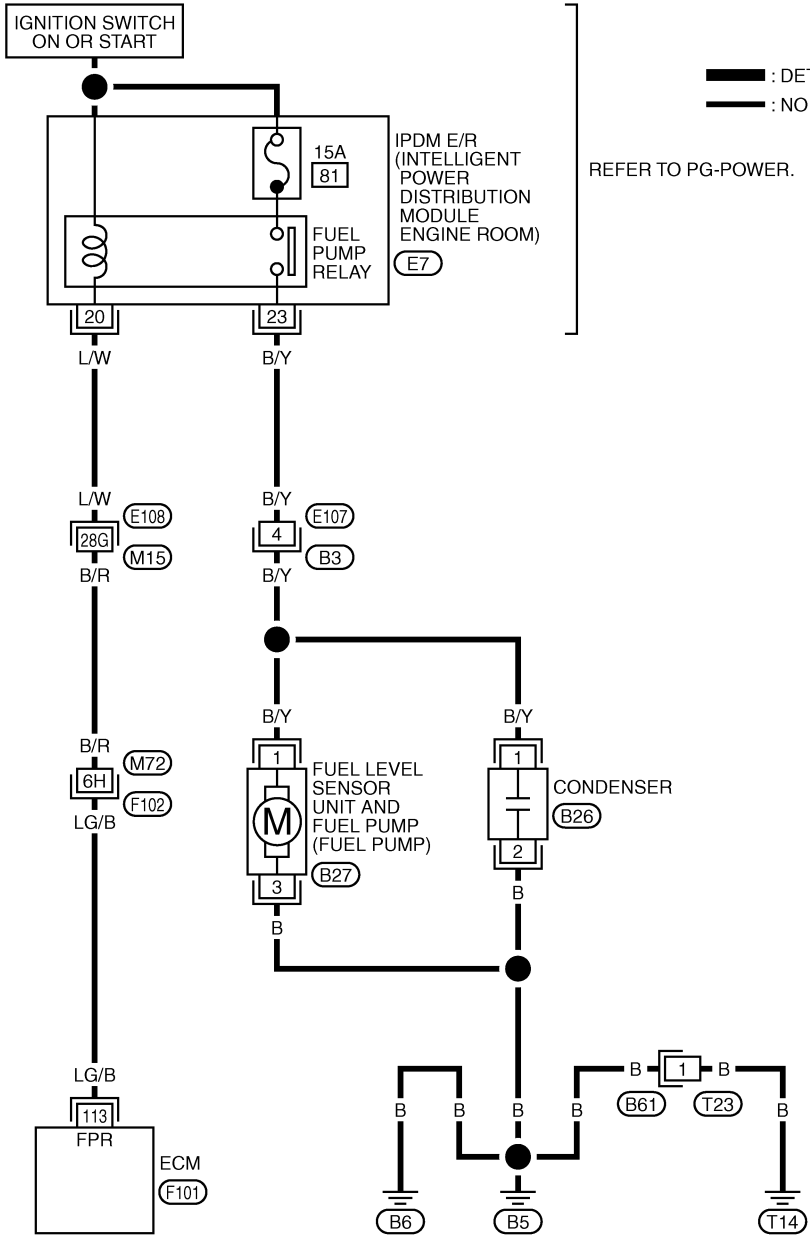 IGNITION SWITCH
ON OR START
: DET
: NO
15A
81
IPDM E/R
(INTELLIGENT
POWER
DISTRIBUTION
MODULE
ENGINE ROOM)
E7
REFER TO PG-POWER.
FUEL
PUMP
RELAY
20
23
L/W
B/Y
L/W
B/Y
E108
E107
28G
4
M15
B3
B/R
B/Y
B/Y
B/Y
B/R
M72
6H
F102
LG/B
1
1
FUEL LEVEL
SENSOR
UNIT AND
FUEL PUMP
(FUEL PUMP)
M
B27
CONDENSER
B26
2
3
B
B
LG/B
113
FPR
ECM
F101
B
1
B
B61
T23
B
B
B
B
B
B6
B5
T14